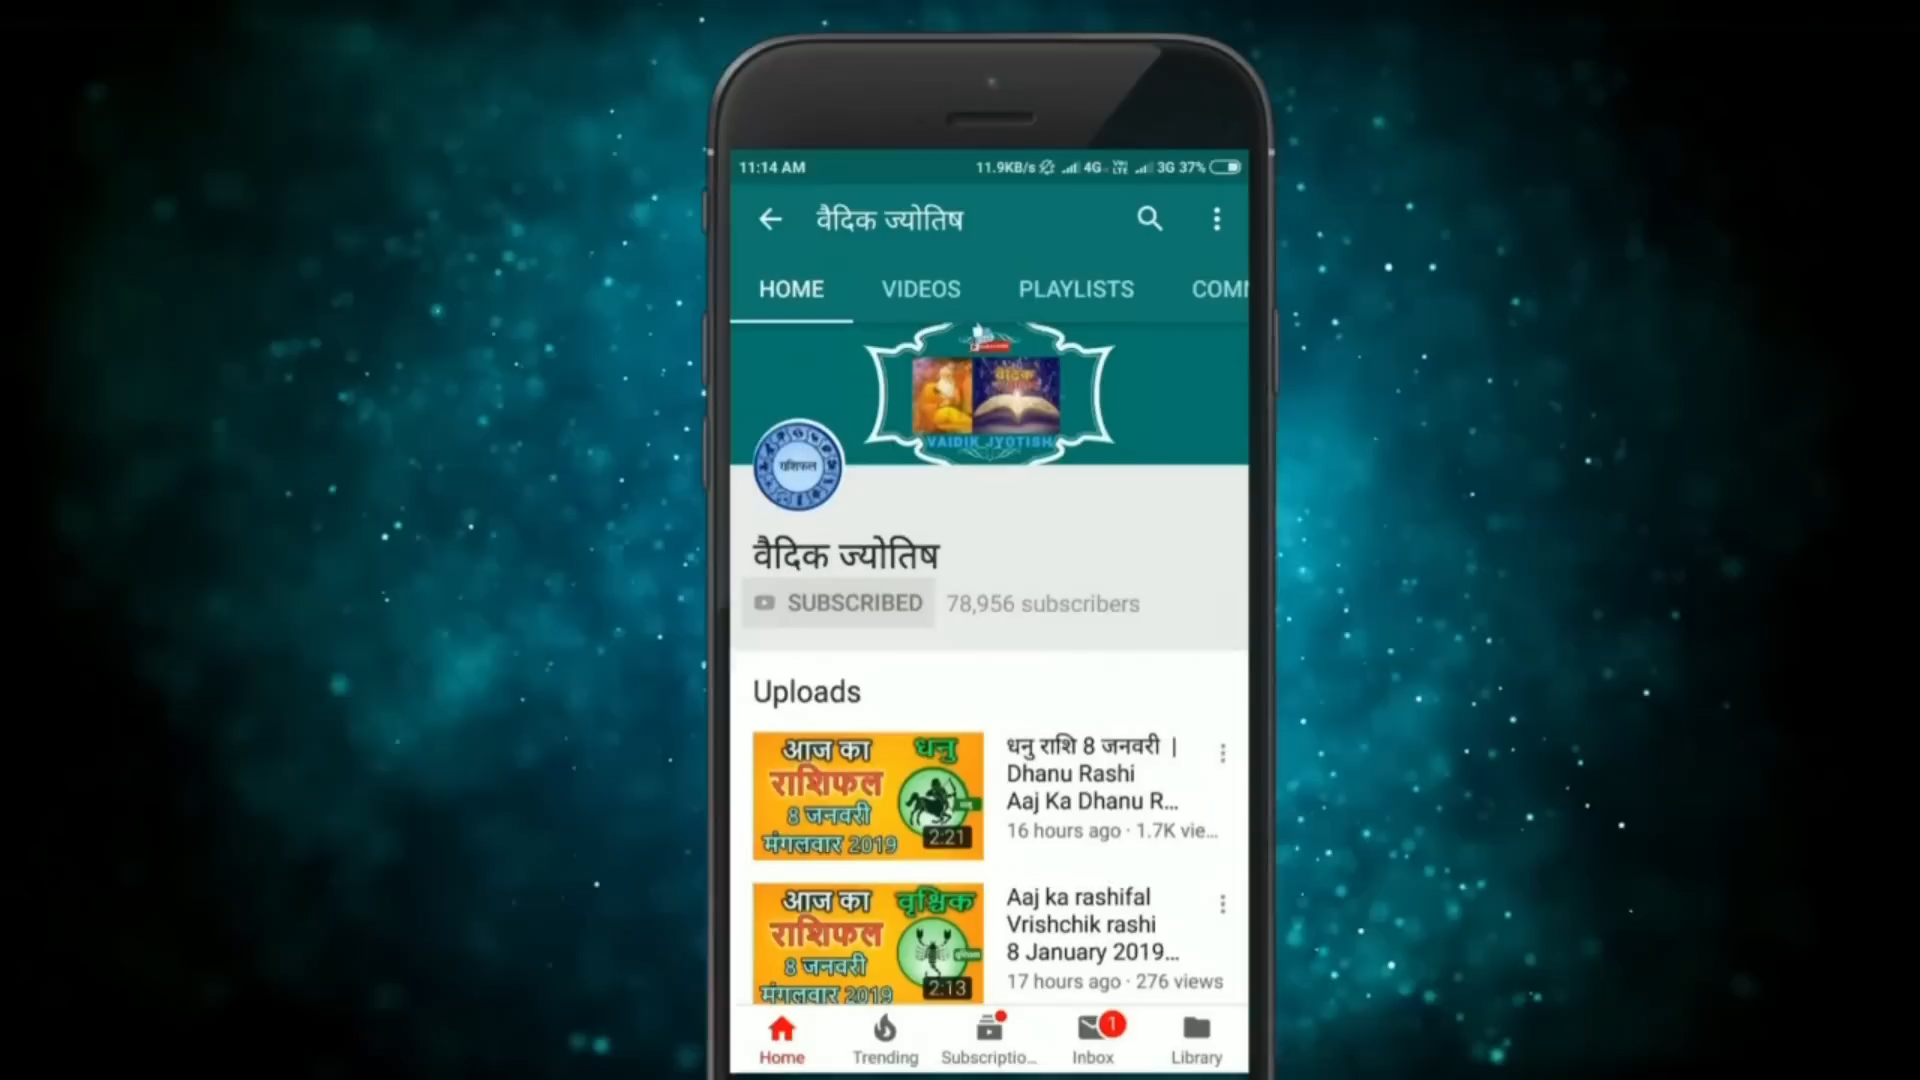 11:14 AM 11.9KB/s 4G 3G 37%
वैदिक ज्योतिष
HOME VIDEOS PLAYLISTS COMM
वैदिक
VAIDIK JYOTISH
राशिफल
वैदिक ज्योतिष
SUBSCRIBED 78,956 subscribers
Uploads
आज का धनु
राशिफल
8 जनवरी
मंगलवार 2019
2:21
धनु राशि 8 जनवरी |
Dhanu Rashi
Aaj Ka Dhanu R...
16 hours ago · 1.7K vie...
आज का वृश्चिक
राशिफल
8 जनवरी
मंगलवार 2019
2:13
Aaj ka rashifal
Vrishchik rashi
8 January 2019...
17 hours ago · 276 views
1
Home Trending Subscriptio... Inbox Library